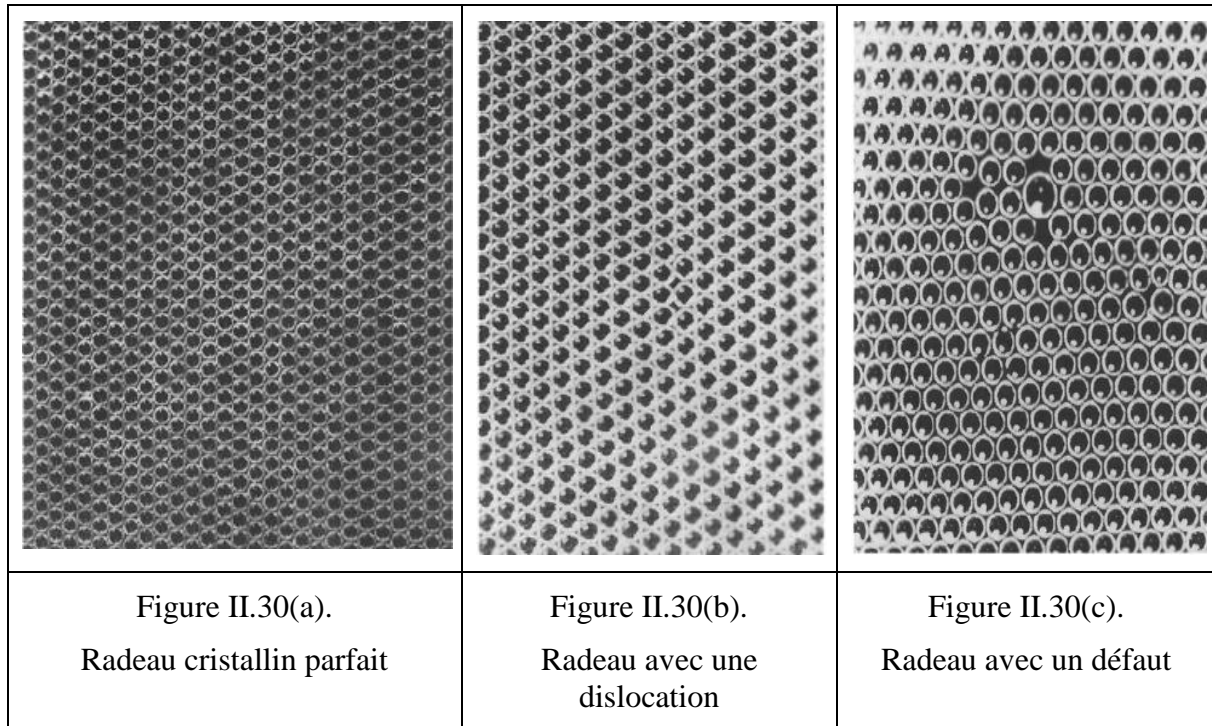 Figure II.30(a).
Radeau cristallin parfait
Figure II.30(b).
Radeau avec une
dislocation
Figure II.30(c).
Radeau avec un défaut